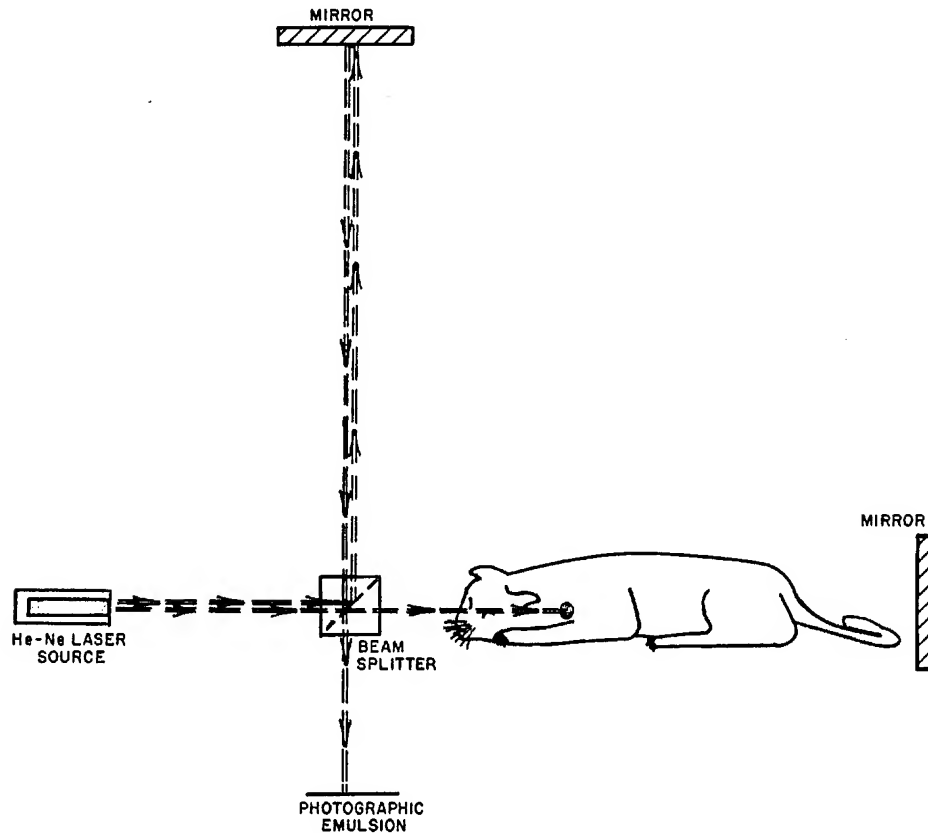 MIRROR
MIRROR
He-Ne LASER
SOURCE
BEAM
SPLITTER
PHOTOGRAPHIC
EMULSION